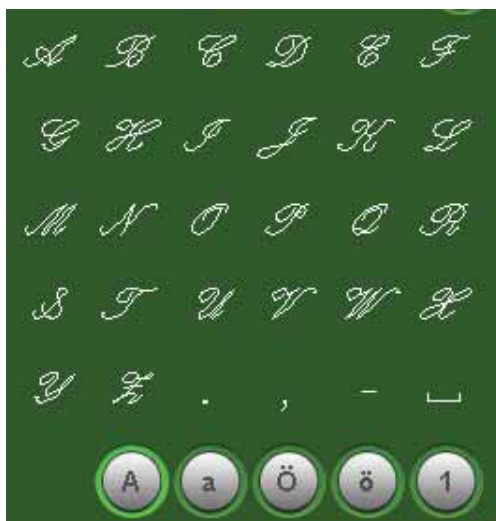 A B C D E F
G H I J K L
M N O P Q R
S T U V W X
Y Z . , - ⎵
A a Ö ö 1